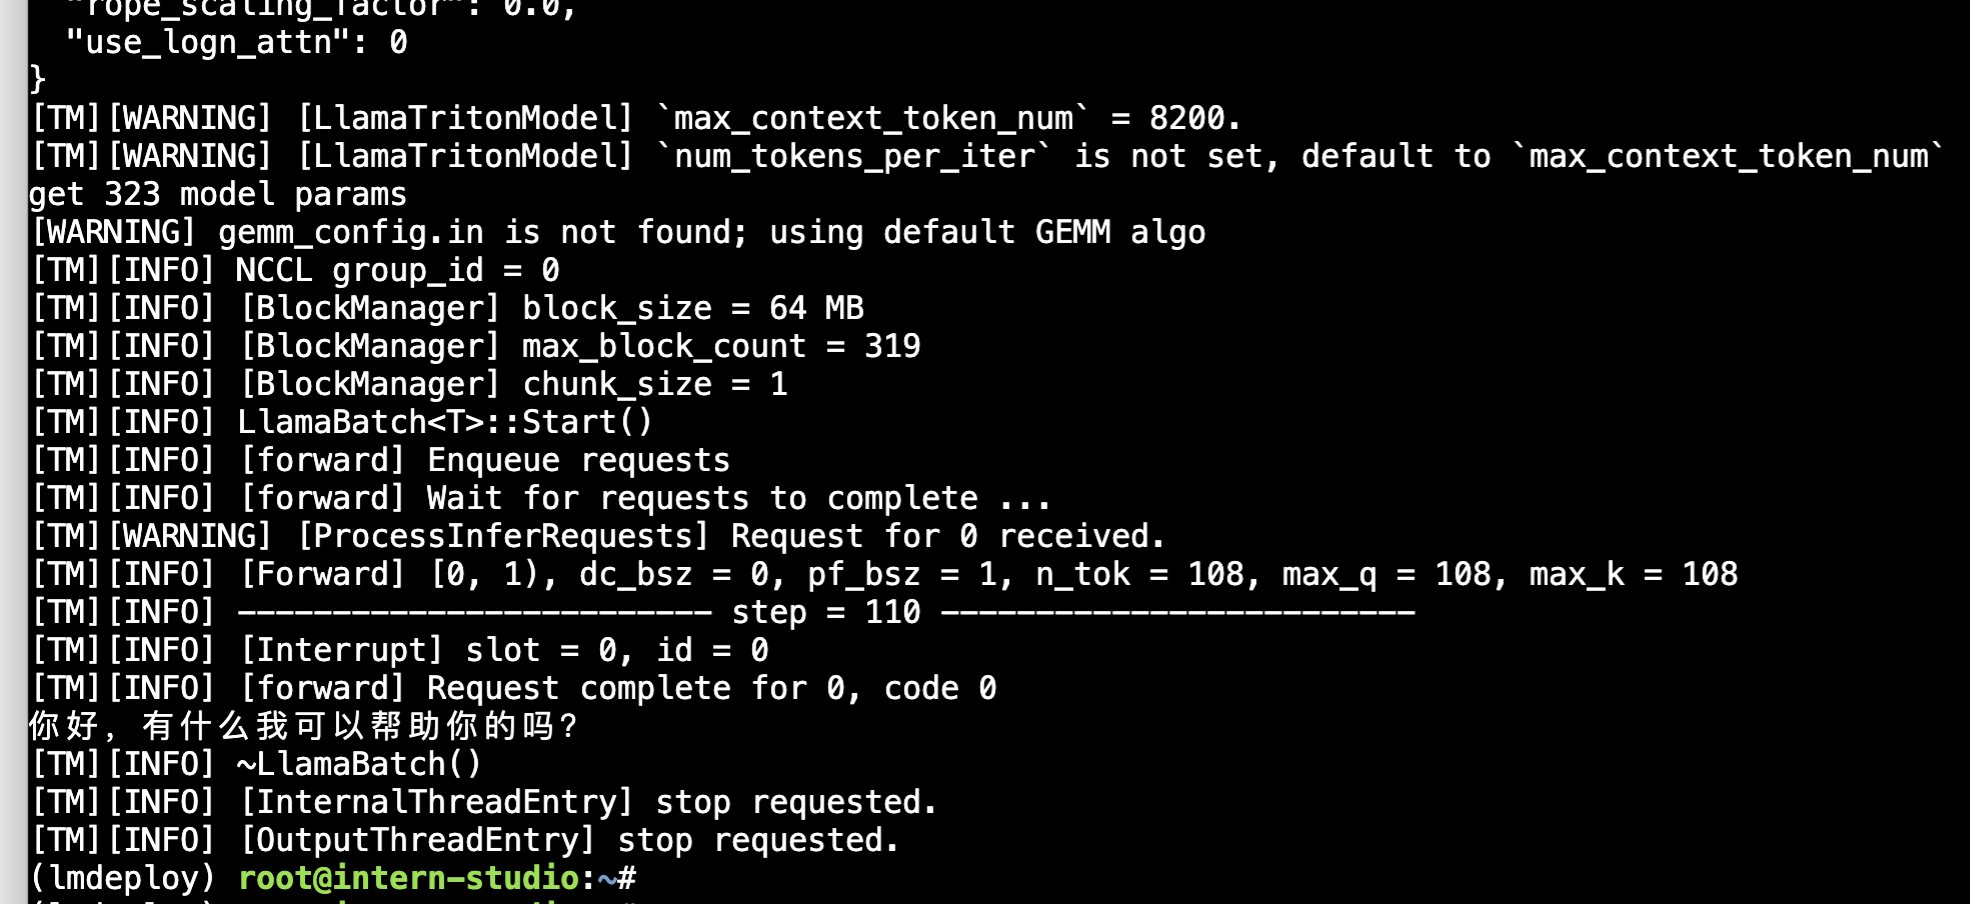 "rope_scaling_factor": 0.0,
"use_logn_attn": 0
}
[TM][WARNING] [LlamaTritonModel] `max_context_token_num` = 8200.
[TM][WARNING] [LlamaTritonModel] `num_tokens_per_iter` is not set, default to `max_context_token_num`
get 323 model params
[WARNING] gemm_config.in is not found; using default GEMM algo
[TM][INFO] NCCL group_id = 0
[TM][INFO] [BlockManager] block_size = 64 MB
[TM][INFO] [BlockManager] max_block_count = 319
[TM][INFO] [BlockManager] chunk_size = 1
[TM][INFO] LlamaBatch<T>::Start()
[TM][INFO] [forward] Enqueue requests
[TM][INFO] [forward] Wait for requests to complete ...
[TM][WARNING] [ProcessInferRequests] Request for 0 received.
[TM][INFO] [Forward] [0, 1), dc_bsz = 0, pf_bsz = 1, n_tok = 108, max_q = 108, max_k = 108
[TM][INFO] ------------------------- step = 110 -------------------------
[TM][INFO] [Interrupt] slot = 0, id = 0
[TM][INFO] [forward] Request complete for 0, code 0
你好，有什么我可以帮助你的吗?
[TM][INFO] ~LlamaBatch()
[TM][INFO] [InternalThreadEntry] stop requested.
[TM][INFO] [OutputThreadEntry] stop requested.
(lmdeploy) root@intern-studio:~#